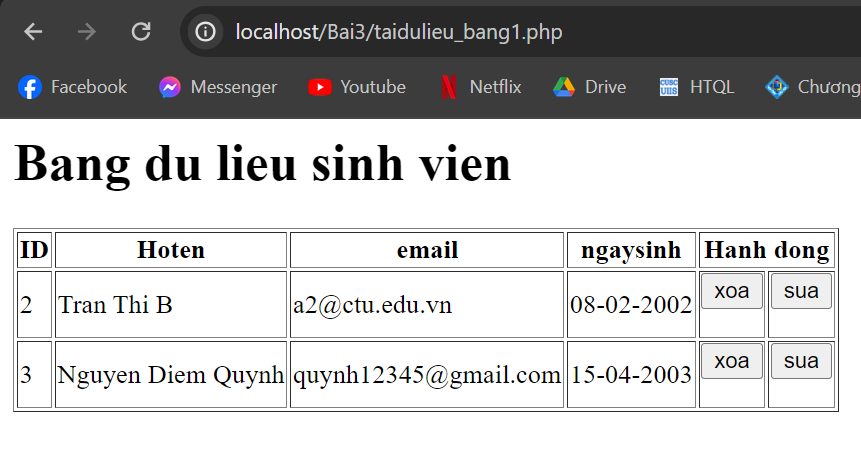 localhost/Bai3/taidulieu_bang1.php
Facebook Messenger Youtube Netflix CUSC UIIS HTQL Drive Chương
Bang du lieu sinh vien
ID Hoten email ngaysinh Hanh dong
2 Tran Thi B a2@ctu.edu.vn 08-02-2002 xoa sua
3 Nguyen Diem Quynh quynh12345@gmail.com 15-04-2003 xoa sua